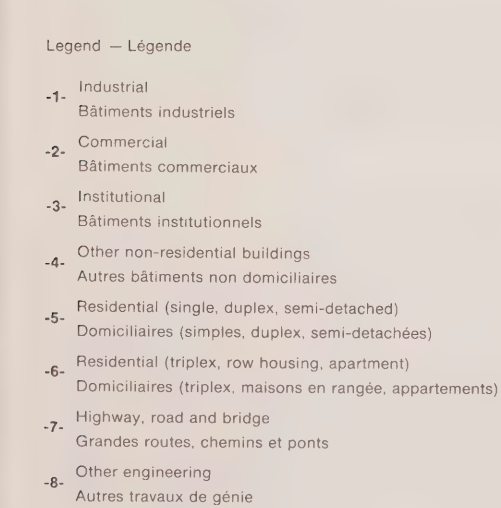 Legend — Légende
-1- Industrial
Bâtiments industriels
-2- Commercial
Bâtiments commerciaux
-3- Institutional
Bâtiments institutionnels
-4- Other non-residential buildings
Autres bâtiments non domiciliaires
-5- Residential (single, duplex, semi-detached)
Domiciliaires (simples, duplex, semi-detachées)
-6- Residential (triplex, row housing, apartment)
Domiciliaires (triplex, maisons en rangée, appartements)
-7- Highway, road and bridge
Grandes routes, chemins et ponts
-8- Other engineering
Autres travaux de génie